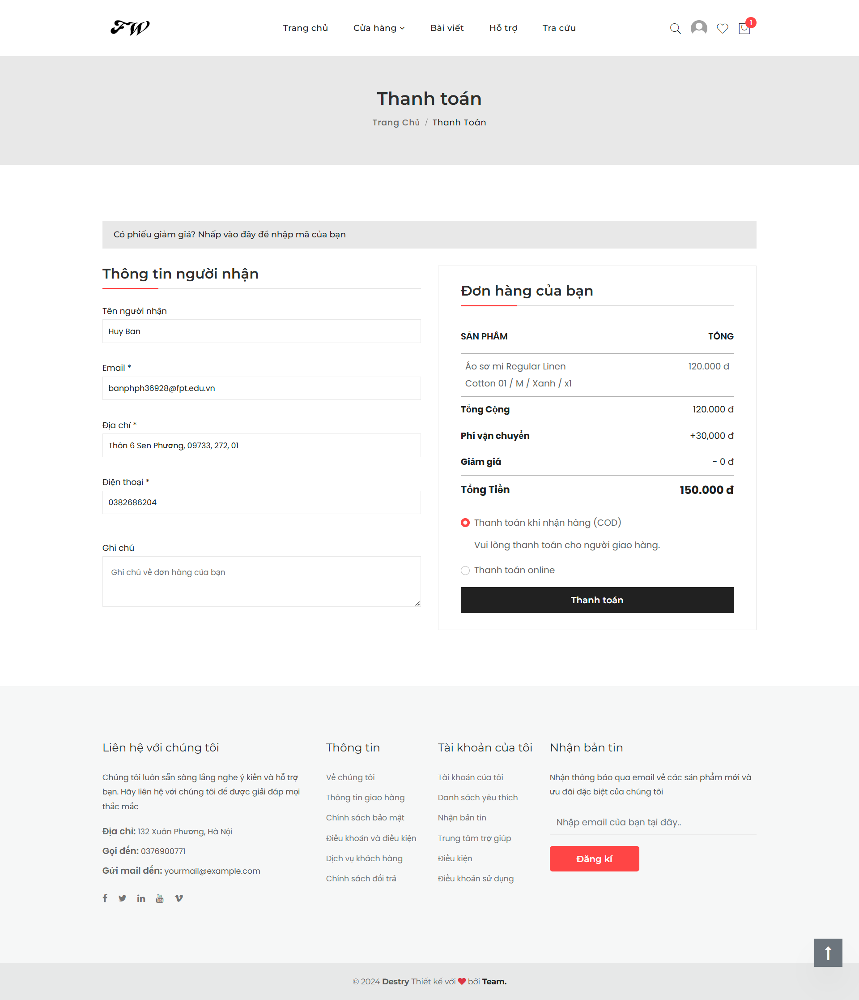 FW
Trang chủ
Cửa hàng
Bài viết
Hỗ trợ
Tra cứu
1
Thanh toán
Trang Chủ / Thanh Toán
Có phiếu giảm giá? Nhấp vào đây để nhập mã của bạn
Thông tin người nhận
Tên người nhận
Huy Ban
Email *
banphph36928@fpt.edu.vn
Địa chỉ *
Thôn 6 Sen Phương, 09733, 272, 01
Điện thoại *
0382686204
Ghi chú
Ghi chú về đơn hàng của bạn
Đơn hàng của bạn
SẢN PHẨM TỔNG
Áo sơ mi Regular Linen 120.000 đ
Cotton 01 / M / Xanh / x1
Tổng Cộng 120.000 đ
Phí vận chuyển +30,000 đ
Giảm giá - 0 đ
Tổng Tiền 150.000 đ
Thanh toán khi nhận hàng (COD)
Vui lòng thanh toán cho người giao hàng.
Thanh toán online
Thanh toán
Liên hệ với chúng tôi
Chúng tôi luôn sẵn sàng lắng nghe ý kiến và hỗ trợ
bạn. Hãy liên hệ với chúng tôi để được giải đáp mọi
thắc mắc
Địa chỉ: 132 Xuân Phương, Hà Nội
Gọi đến: 0376900771
Gửi mail đến: yourmail@example.com
You
Tube
Thông tin
Về chúng tôi
Thông tin giao hàng
Chính sách bảo mật
Điều khoản và điều kiện
Dịch vụ khách hàng
Chính sách đổi trả
Tài khoản của tôi
Tài khoản của tôi
Danh sách yêu thích
Nhận bản tin
Trung tâm trợ giúp
Điều kiện
Điều khoản sử dụng
Nhận bản tin
Nhận thông báo qua email về các sản phẩm mới và
ưu đãi đặc biệt của chúng tôi
Nhập email của bạn tại đây..
Đăng kí
© 2024 Destry Thiết kế với ❤ bởi Team.